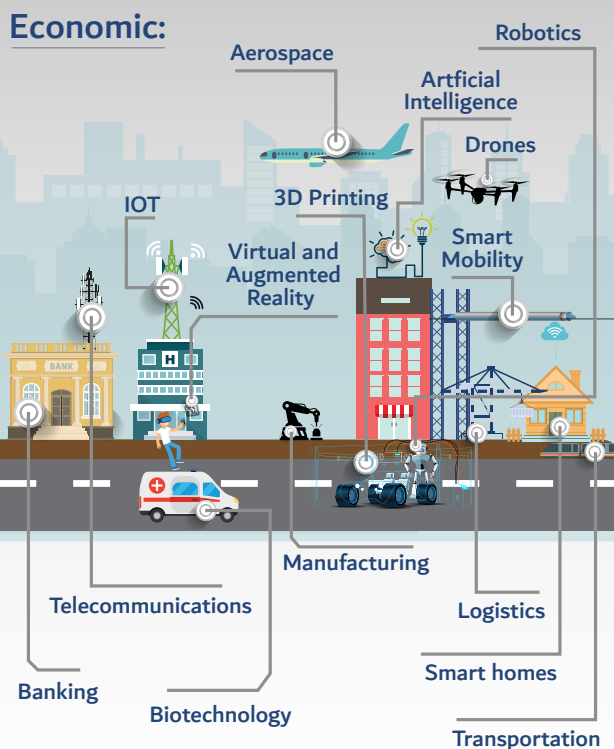 Economic:
Robotics
Aerospace
Artficial
Intelligence
Drones
3D Printing
IOT
Smart
Mobility
Virtual and
Augmented
Reality
BANK
H
Manufacturing
Telecommunications
Logistics
Smart homes
Banking
Biotechnology
Transportation